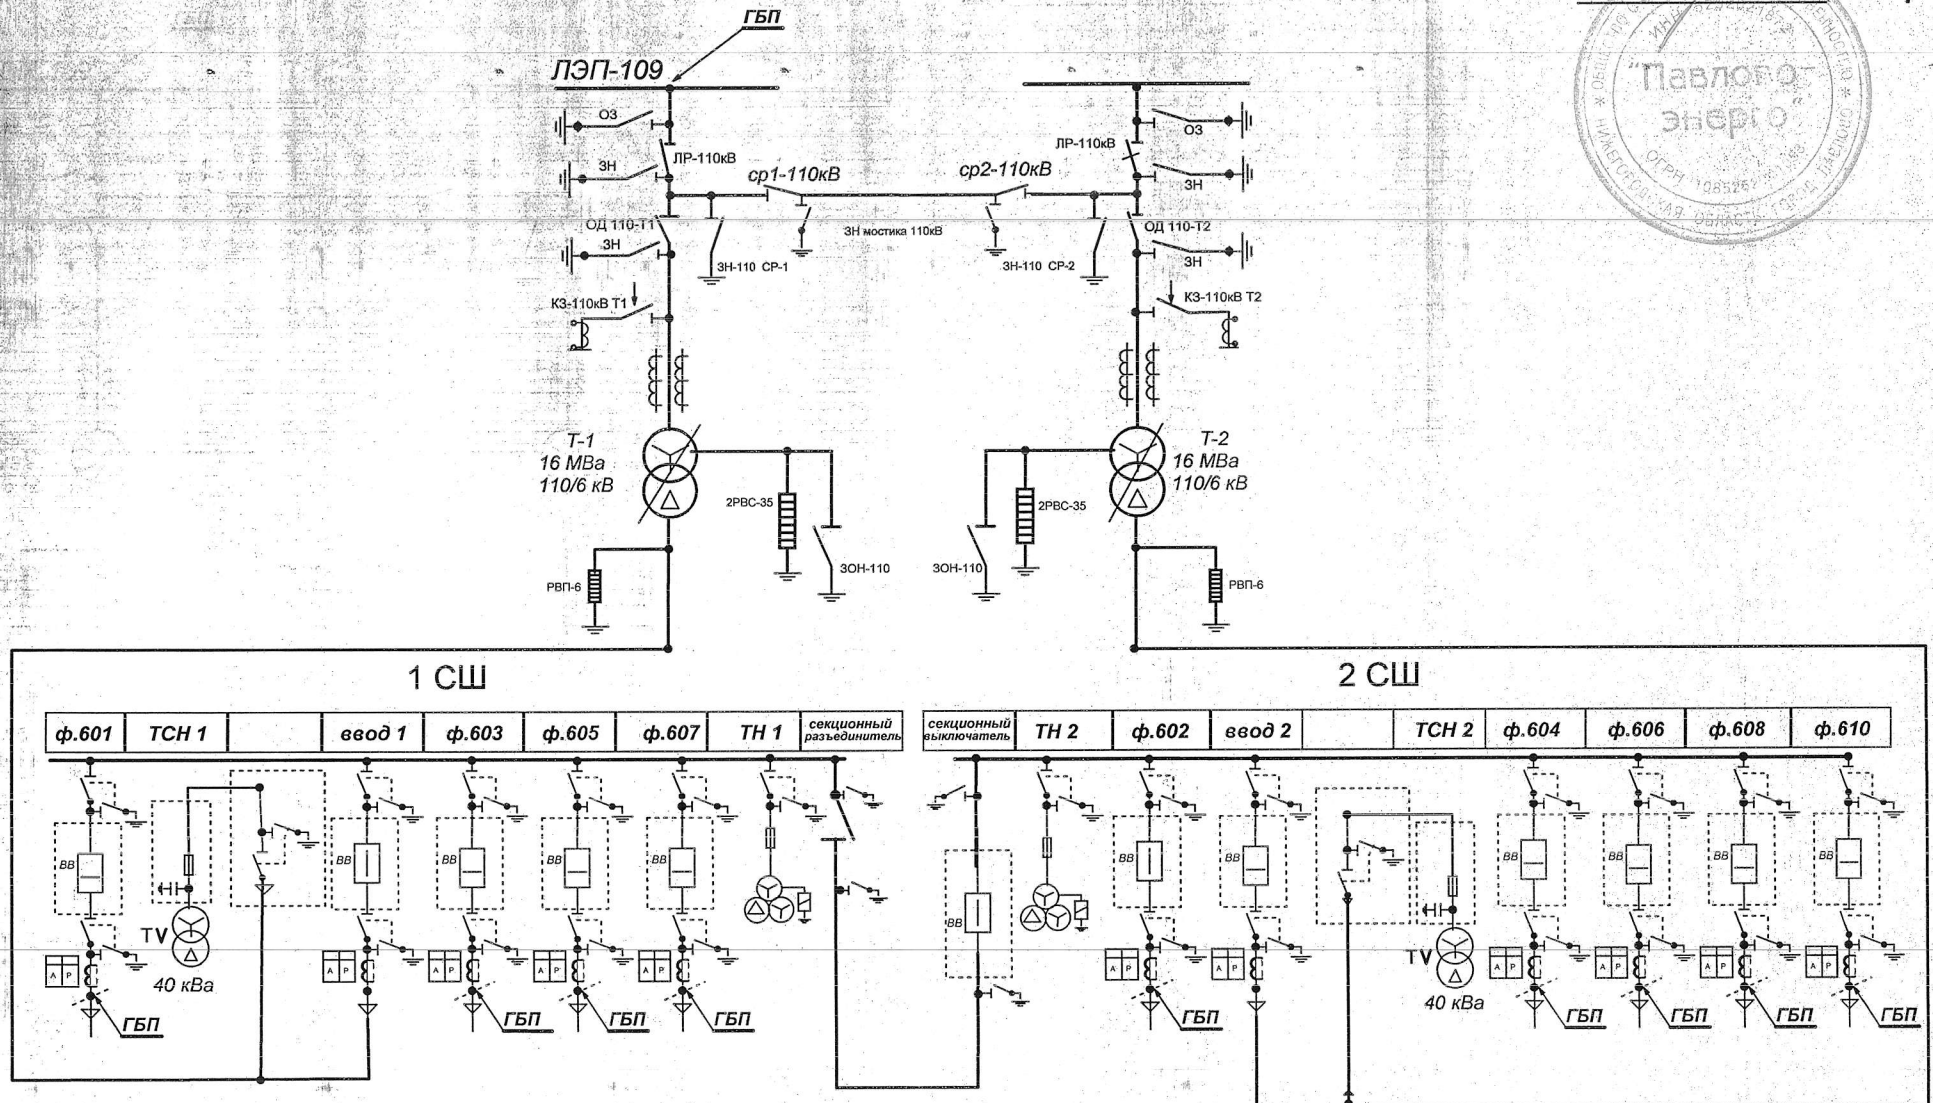 ГБП
ЛЭП-109
ОЗ
ЗН
ЛР-110кВ
ср1-110кВ
ср2-110кВ
ЛР-110кВ
ОЗ
ЗН
ОД 110-Т1
ЗН
ЗН-110 СР-1
ЗН мостика 110кВ
ЗН-110 СР-2
ОД 110-Т2
ЗН
КЗ-110кВ Т1
КЗ-110кВ Т2
Т-1
16 МВа
110/6 кВ
Т-2
16 МВа
110/6 кВ
2РВС-35
2РВС-35
ЗОН-110
ЗОН-110
РВП-6
РВП-6
1 СШ
2 СШ
ф.601
ТСН 1
ввод 1
ф.603
ф.605
ф.607
ТН 1
секционный
разъединитель
секционный
выключатель
ТН 2
ф.602
ввод 2
ТСН 2
ф.604
ф.606
ф.608
ф.610
ВВ
ВВ
ВВ
ВВ
ВВ
ВВ
ВВ
ВВ
ВВ
ВВ
ВВ
ВВ
TV
40 кВа
TV
40 кВа
А Р
А Р
А Р
А Р
А Р
А Р
А Р
А Р
А Р
А Р
А Р
ГБП
ГБП
ГБП
ГБП
ГБП
ГБП
ГБП
ГБП
ГБП
"Павлово-
энерго"